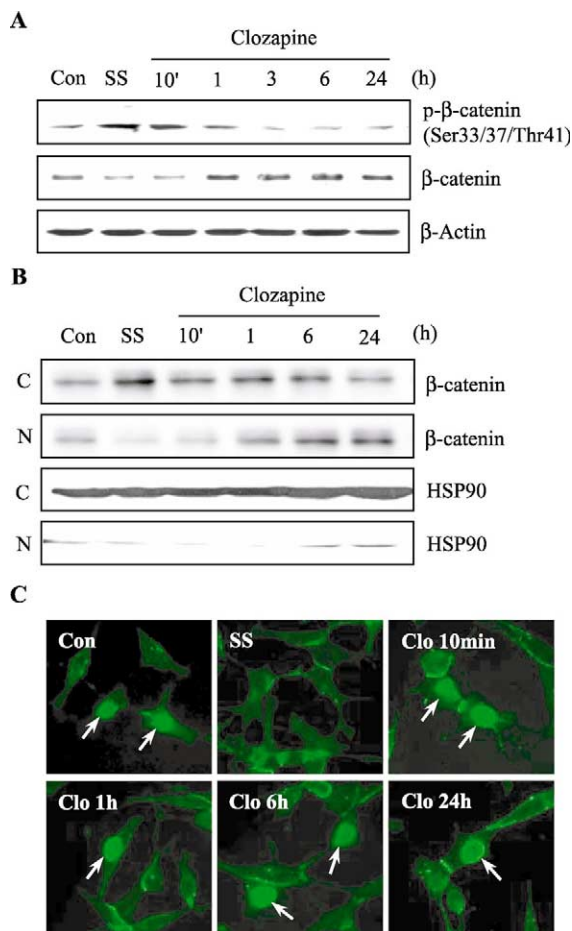 A
Clozapine
Con SS 10' 1 3 6 24 (h)
p-β-catenin
(Ser33/37/Thr41)
β-catenin
β-Actin
B
Clozapine
Con SS 10' 1 6 24 (h)
C β-catenin
N β-catenin
C HSP90
N HSP90
C
Con SS Clo 10min
Clo 1h Clo 6h Clo 24h